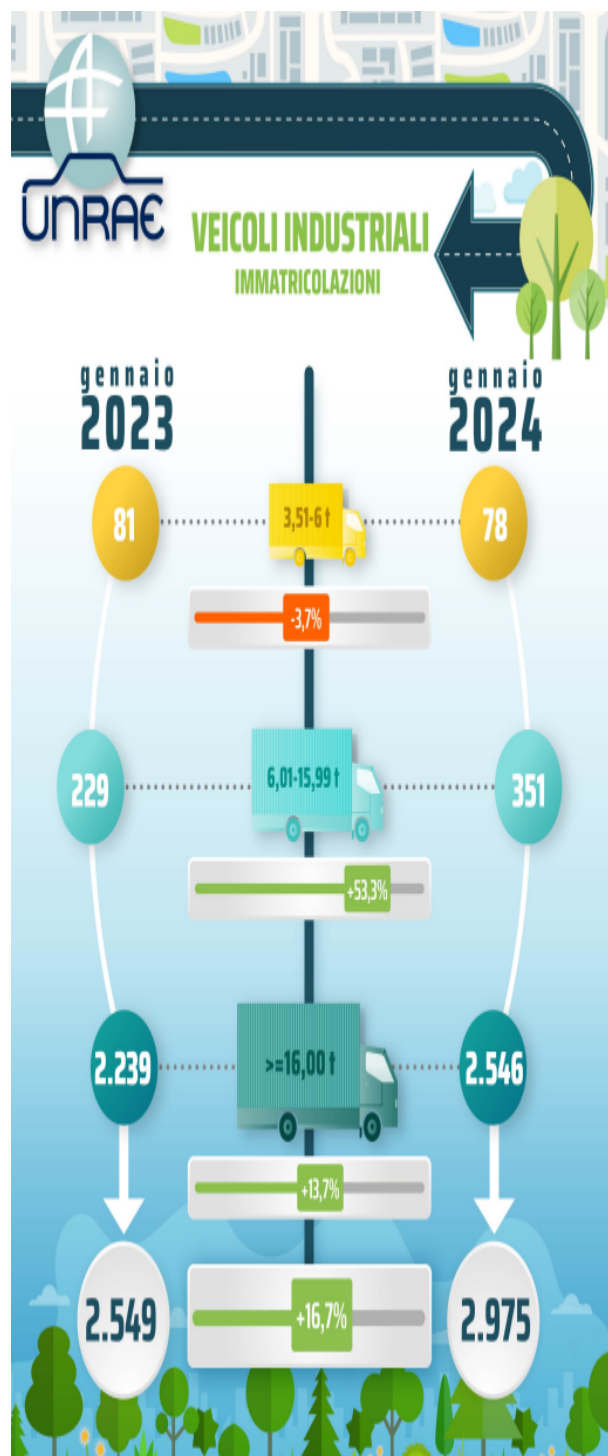 UNRAE
VEICOLI INDUSTRIALI
IMMATRICOLAZIONI
gennaio
2023
gennaio
2024
81
3,51-6 t
78
-3,7%
229
6,01-15,99 t
351
+53,3%
2.239
>=16,00 t
2.546
+13,7%
2.549
+16,7%
2.975